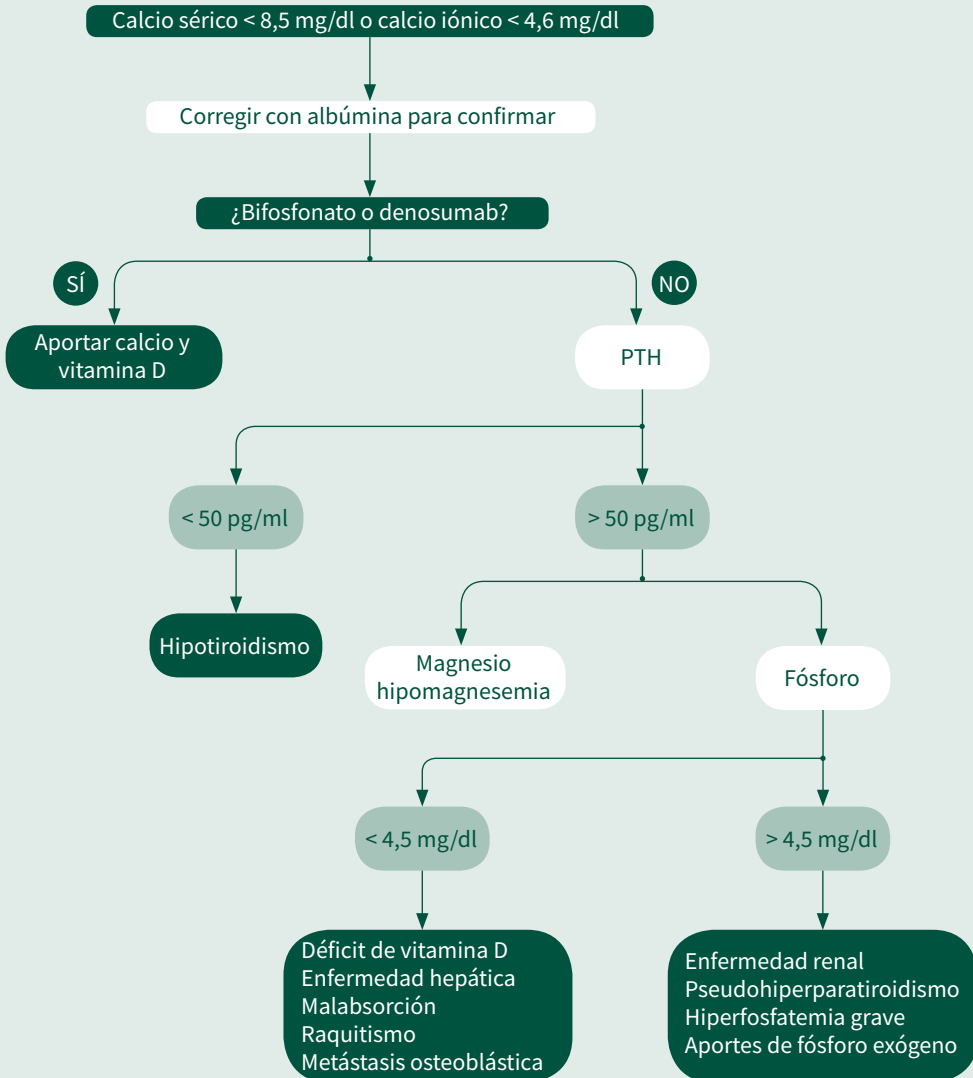 Calcio sérico < 8,5 mg/dl o calcio iónico < 4,6 mg/dl
Corregir con albúmina para confirmar
¿Bifosfonato o denosumab?
SÍ
NO
Aportar calcio y
vitamina D
PTH
< 50 pg/ml
> 50 pg/ml
Hipotiroidismo
Magnesio
hipomagnesemia
Fósforo
< 4,5 mg/dl
> 4,5 mg/dl
Déficit de vitamina D
Enfermedad hepática
Malabsorción
Raquitismo
Metástasis osteoblástica
Enfermedad renal
Pseudohiperparatiroidismo
Hiperfosfatemia grave
Aportes de fósforo exógeno